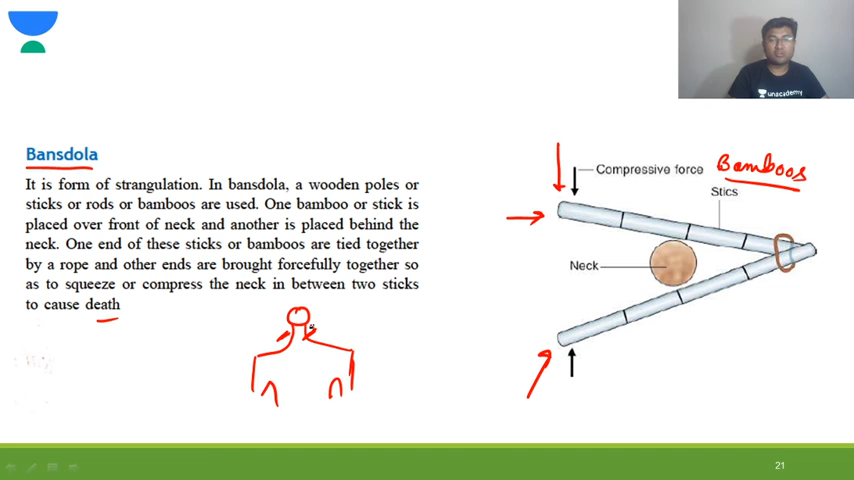 unacademy
Bansdola
It is form of strangulation. In bansdola, a wooden poles or
sticks or rods or bamboos are used. One bamboo or stick is
placed over front of neck and another is placed behind the
neck. One end of these sticks or bamboos are tied together
by a rope and other ends are brought forcefully together so
as to squeeze or compress the neck in between two sticks
to cause death
Compressive force
Bamboos
Stics
Neck
21